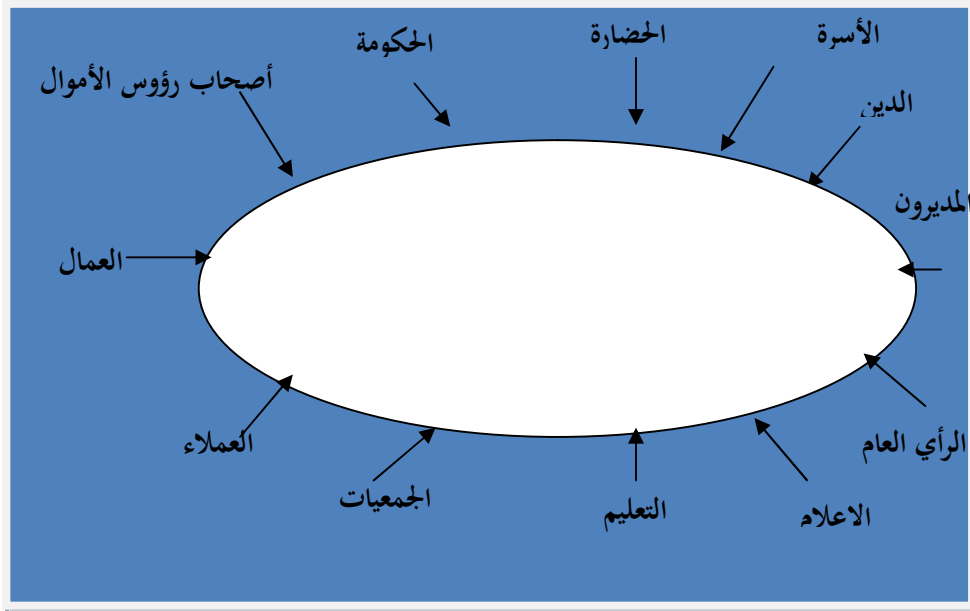 الأسرة
الحضارة
الحكومة
أصحاب رؤوس الأموال
الدين
المديرون
العمال
الرأي العام
العملاء
الجمعيات
التعليم
الاعلام